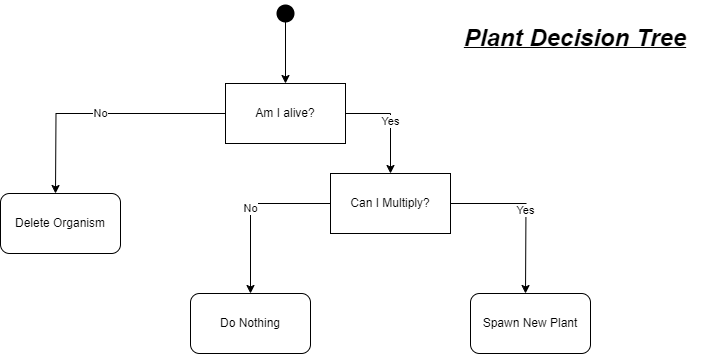 Plant Decision Tree
Am I alive?
No
Yes
Can I Multiply?
No
Yes
Delete Organism
Do Nothing
Spawn New Plant